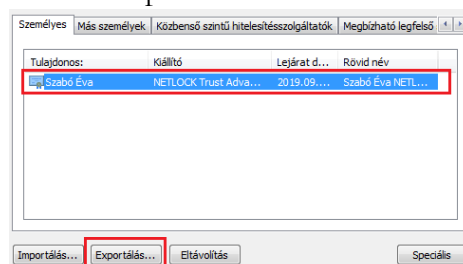 Személyes Más személyek Közbenső szintű hitelesítésszolgáltatók Megbízható legfelső
Tulajdonos: Kiállító Lejárat d... Rövid név
Szabó Éva NETLOCK Trust Adva... 2019.09.... Szabó Éva NETL...
Importálás... Exportálás... Eltávolítás Speciális